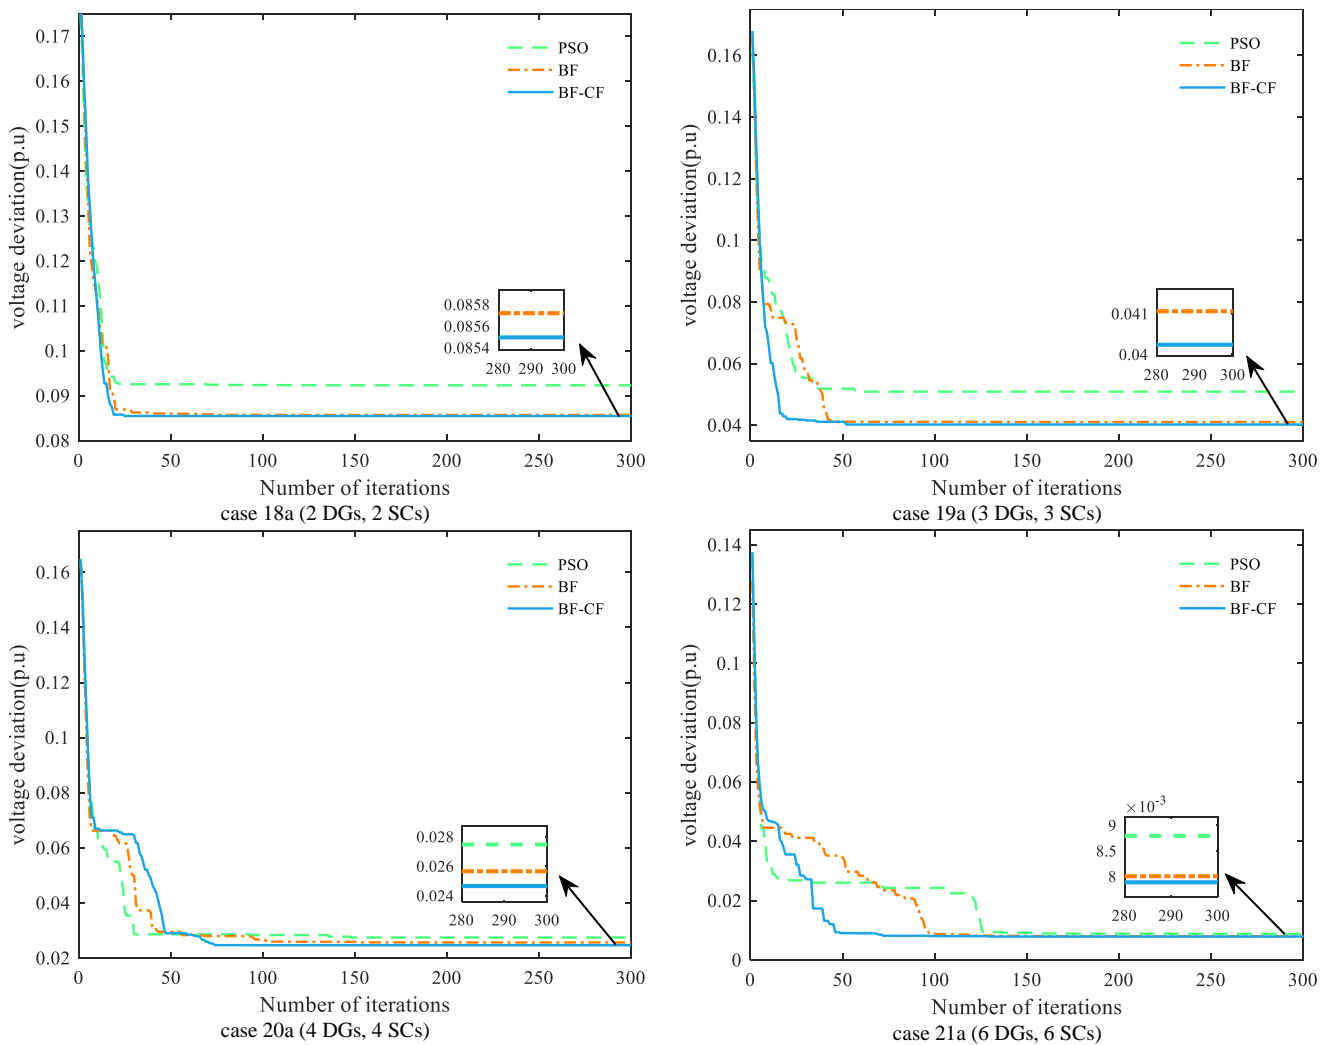 0.17
0.16
0.15
0.14
0.13
0.12
0.11
0.1
0.09
0.08
voltage deviation(p.u)
PSO
BF
BF-CF
0.0858
0.0856
0.0854
280 290 300
0 50 100 150 200 250 300
Number of iterations
case 18a (2 DGs, 2 SCs)
0.16
0.14
0.12
0.1
0.08
0.06
0.04
voltage deviation(p.u)
PSO
BF
BF-CF
0.041
0.04
280 290 300
0 50 100 150 200 250 300
Number of iterations
case 19a (3 DGs, 3 SCs)
0.16
0.14
0.12
0.1
0.08
0.06
0.04
0.02
voltage deviation(p.u)
PSO
BF
BF-CF
0.028
0.026
0.024
280 290 300
0 50 100 150 200 250 300
Number of iterations
case 20a (4 DGs, 4 SCs)
0.14
0.12
0.1
0.08
0.06
0.04
0.02
0
voltage deviation(p.u)
PSO
BF
BF-CF
×10⁻³
9
8.5
8
280 290 300
0 50 100 150 200 250 300
Number of iterations
case 21a (6 DGs, 6 SCs)